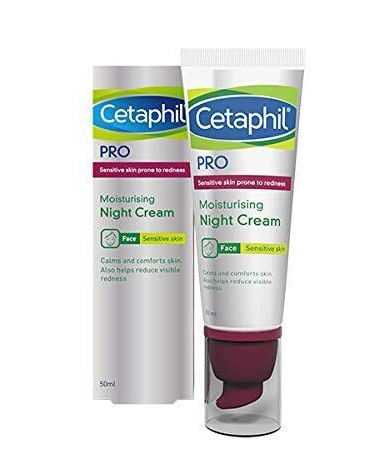 Cetaphil
PRO
Sensitive skin prone to redness
Moisturising
Night Cream
Face Sensitive skin
Calms and comforts skin.
Also helps reduce visible
redness
50ml
Cetaphil®
PRO
Sensitive skin prone to redness
Moisturising
Night Cream
Face Sensitive skin
Calms and comforts skin.
Also helps reduce visible
redness
50ml